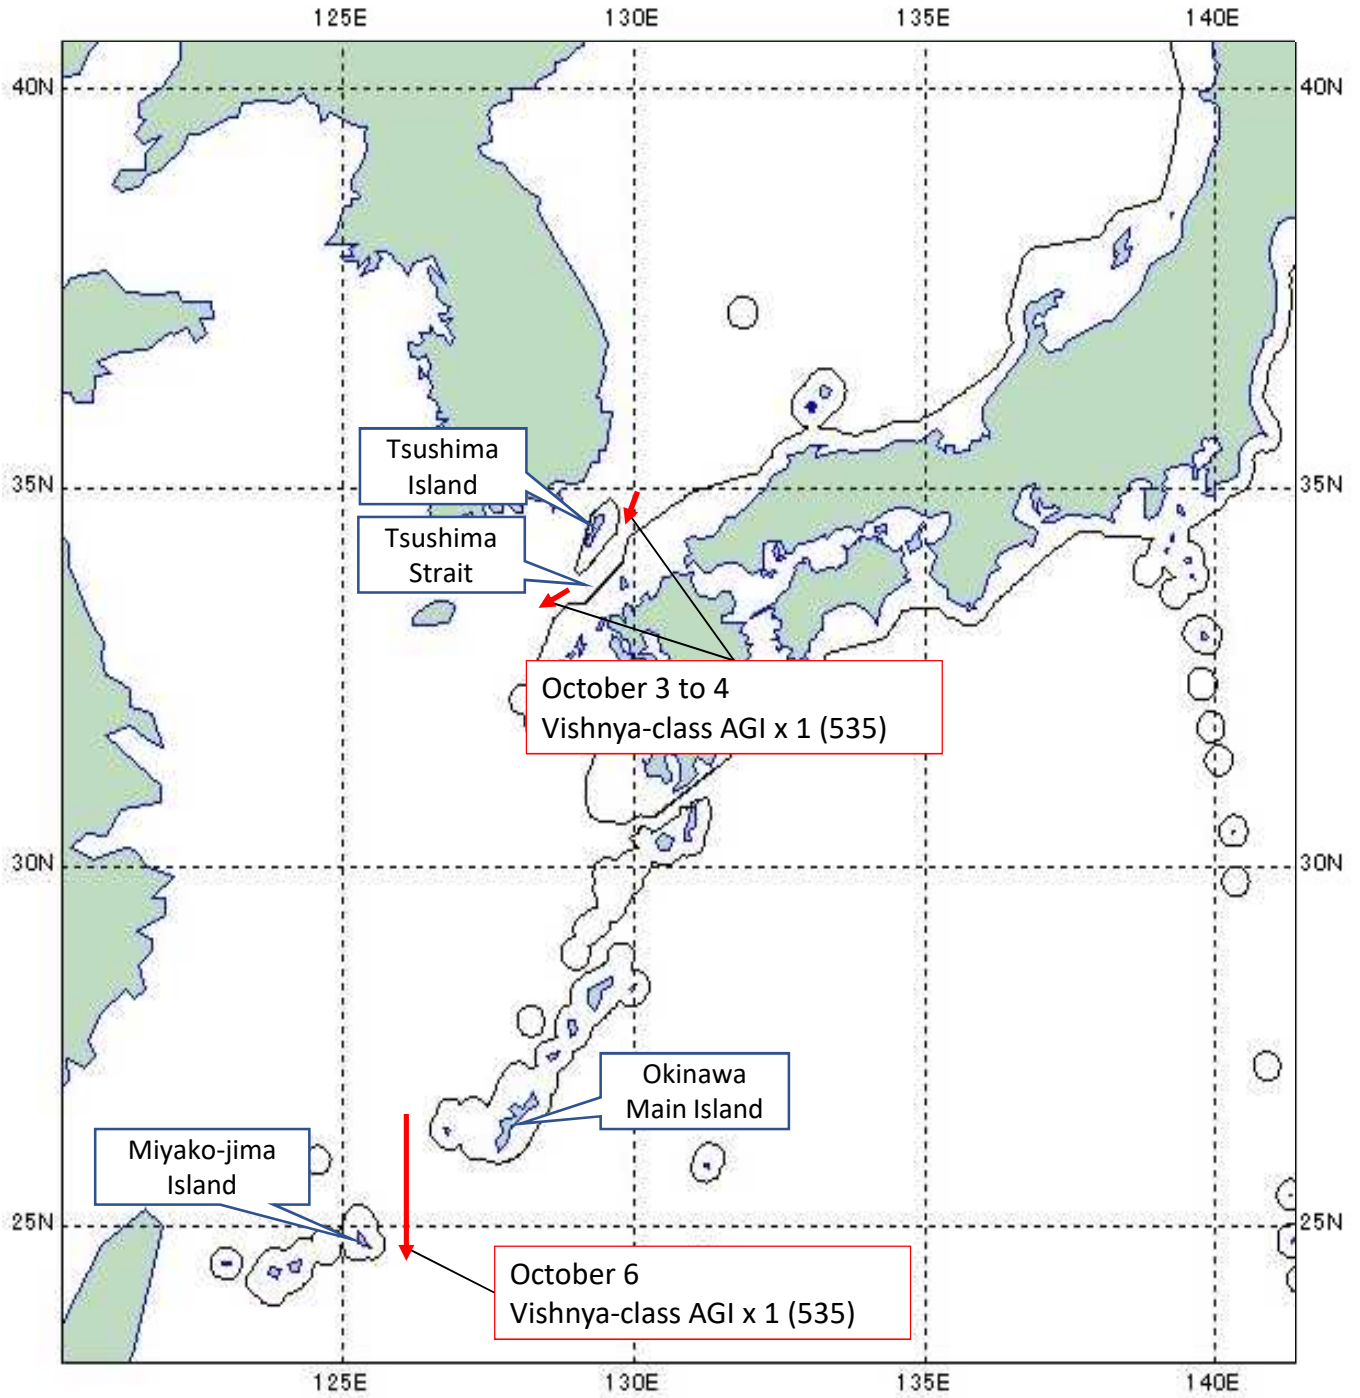 125E 130E 135E 140E
40N 40N
Tsushima
Island
35N 35N
Tsushima
Strait
October 3 to 4
Vishnya-class AGI x 1 (535)
30N 30N
Okinawa
Main Island
Miyako-jima
Island
25N 25N
October 6
Vishnya-class AGI x 1 (535)
125E 130E 135E 140E